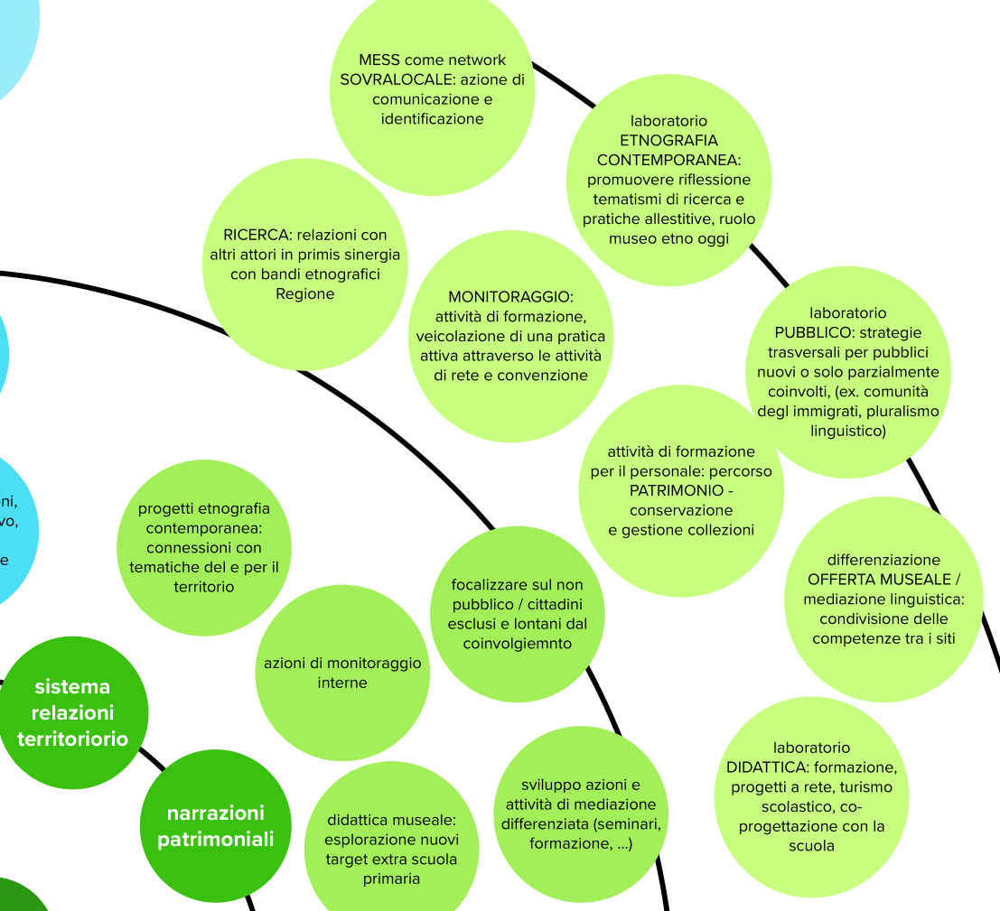 MESS come network
SOVRALOCALE: azione di
comunicazione e
identificazione
laboratorio
ETNOGRAFIA
CONTEMPORANEA:
promuovere riflessione
tematismi di ricerca e
pratiche allestitive, ruolo
museo etno oggi
RICERCA: relazioni con
altri attori in primis sinergia
con bandi etnografici
Regione
MONITORAGGIO:
attività di formazione,
veicolazione di una pratica
attiva attraverso le attività
di rete e convenzione
laboratorio
PUBBLICO: strategie
trasversali per pubblici
nuovi o solo parzialmente
coinvolti, (ex. comunità
degl immigrati, pluralismo
linguistico)
attività di formazione
per il personale: percorso
PATRIMONIO -
conservazione
e gestione collezioni
ni,
vo,
e
progetti etnografia
contemporanea:
connessioni con
tematiche del e per il
territorio
focalizzare sul non
pubblico / cittadini
esclusi e lontani dal
coinvolgiemnto
differenziazione
OFFERTA MUSEALE /
mediazione linguistica:
condivisione delle
competenze tra i siti
azioni di monitoraggio
interne
sistema
relazioni
territoriorio
narrazioni
patrimoniali
didattica museale:
esplorazione nuovi
target extra scuola
primaria
sviluppo azioni e
attività di mediazione
differenziata (seminari,
formazione, ...)
laboratorio
DIDATTICA: formazione,
progetti a rete, turismo
scolastico, co-
progettazione con la
scuola